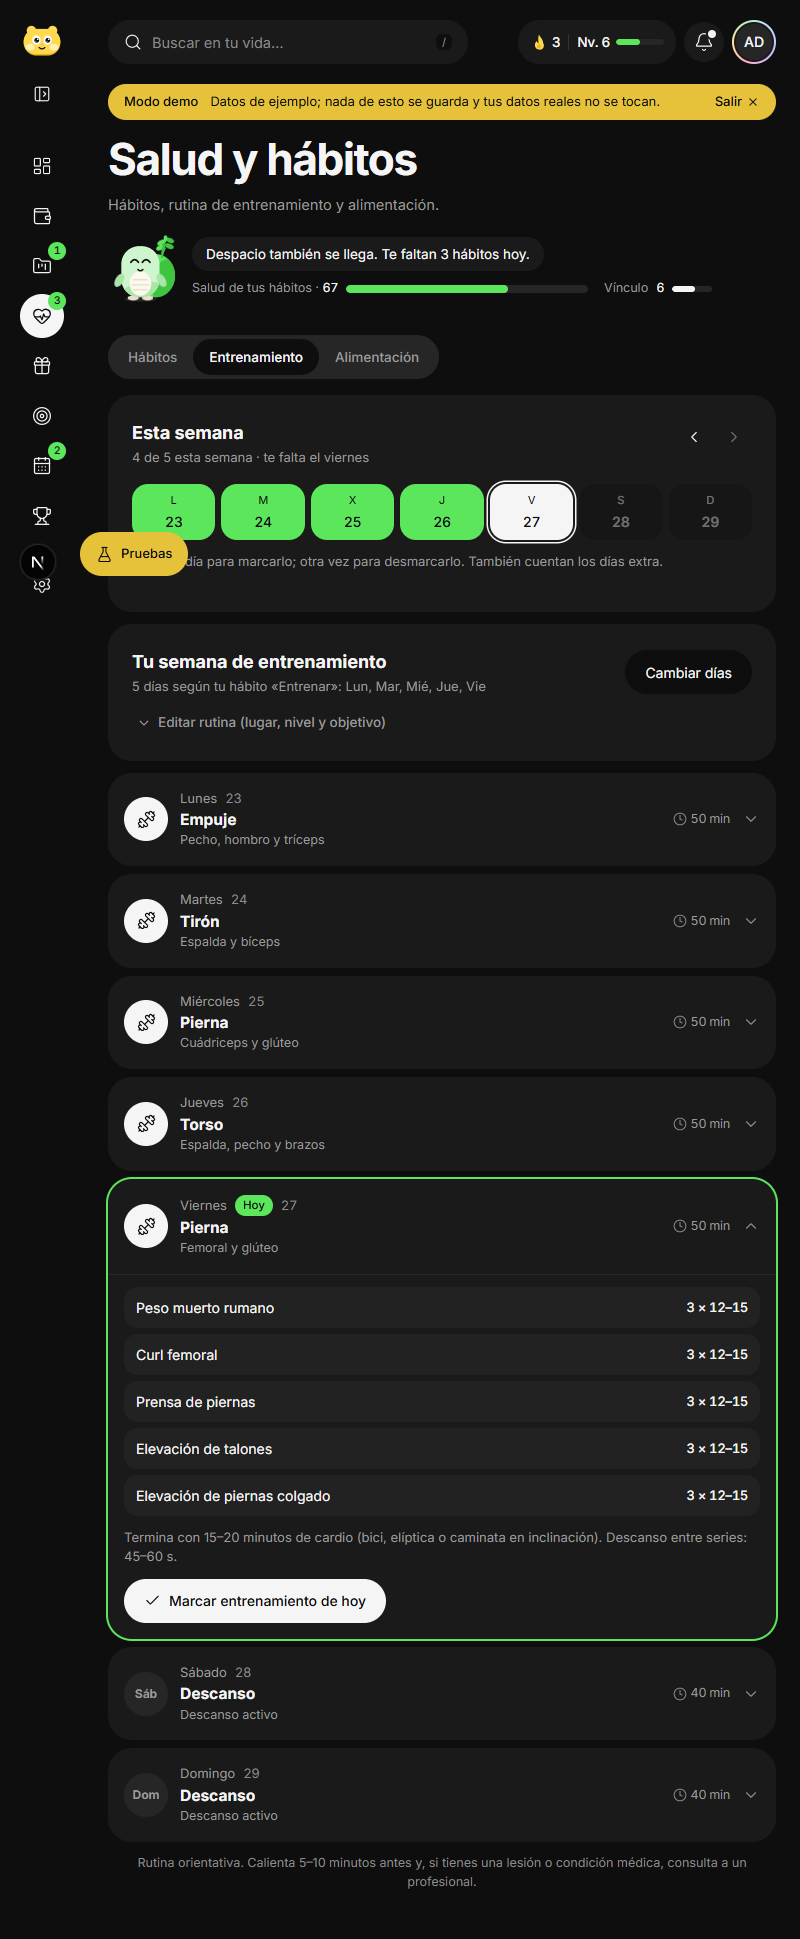 Buscar en tu vida...
/
3
Nv. 6
AD
Modo demo Datos de ejemplo; nada de esto se guarda y tus datos reales no se tocan.
Salir ×
Salud y hábitos
Hábitos, rutina de entrenamiento y alimentación.
1
3
2
N
Despacio también se llega. Te faltan 3 hábitos hoy.
Salud de tus hábitos · 67
Vínculo 6
Hábitos
Entrenamiento
Alimentación
Esta semana
4 de 5 esta semana · te falta el viernes
L
23
M
24
X
25
J
26
V
27
S
28
D
29
Pruebas
día para marcarlo; otra vez para desmarcarlo. También cuentan los días extra.
Tu semana de entrenamiento
5 días según tu hábito «Entrenar»: Lun, Mar, Mié, Jue, Vie
Cambiar días
Editar rutina (lugar, nivel y objetivo)
Lunes 23
Empuje
Pecho, hombro y tríceps
50 min
Martes 24
Tirón
Espalda y bíceps
50 min
Miércoles 25
Pierna
Cuádriceps y glúteo
50 min
Jueves 26
Torso
Espalda, pecho y brazos
50 min
Viernes Hoy 27
Pierna
Femoral y glúteo
50 min
Peso muerto rumano
3 × 12–15
Curl femoral
3 × 12–15
Prensa de piernas
3 × 12–15
Elevación de talones
3 × 12–15
Elevación de piernas colgado
3 × 12–15
Termina con 15–20 minutos de cardio (bici, elíptica o caminata en inclinación). Descanso entre series:
45–60 s.
Marcar entrenamiento de hoy
Sáb
Sábado 28
Descanso
Descanso activo
40 min
Dom
Domingo 29
Descanso
Descanso activo
40 min
Rutina orientativa. Calienta 5–10 minutos antes y, si tienes una lesión o condición médica, consulta a un
profesional.